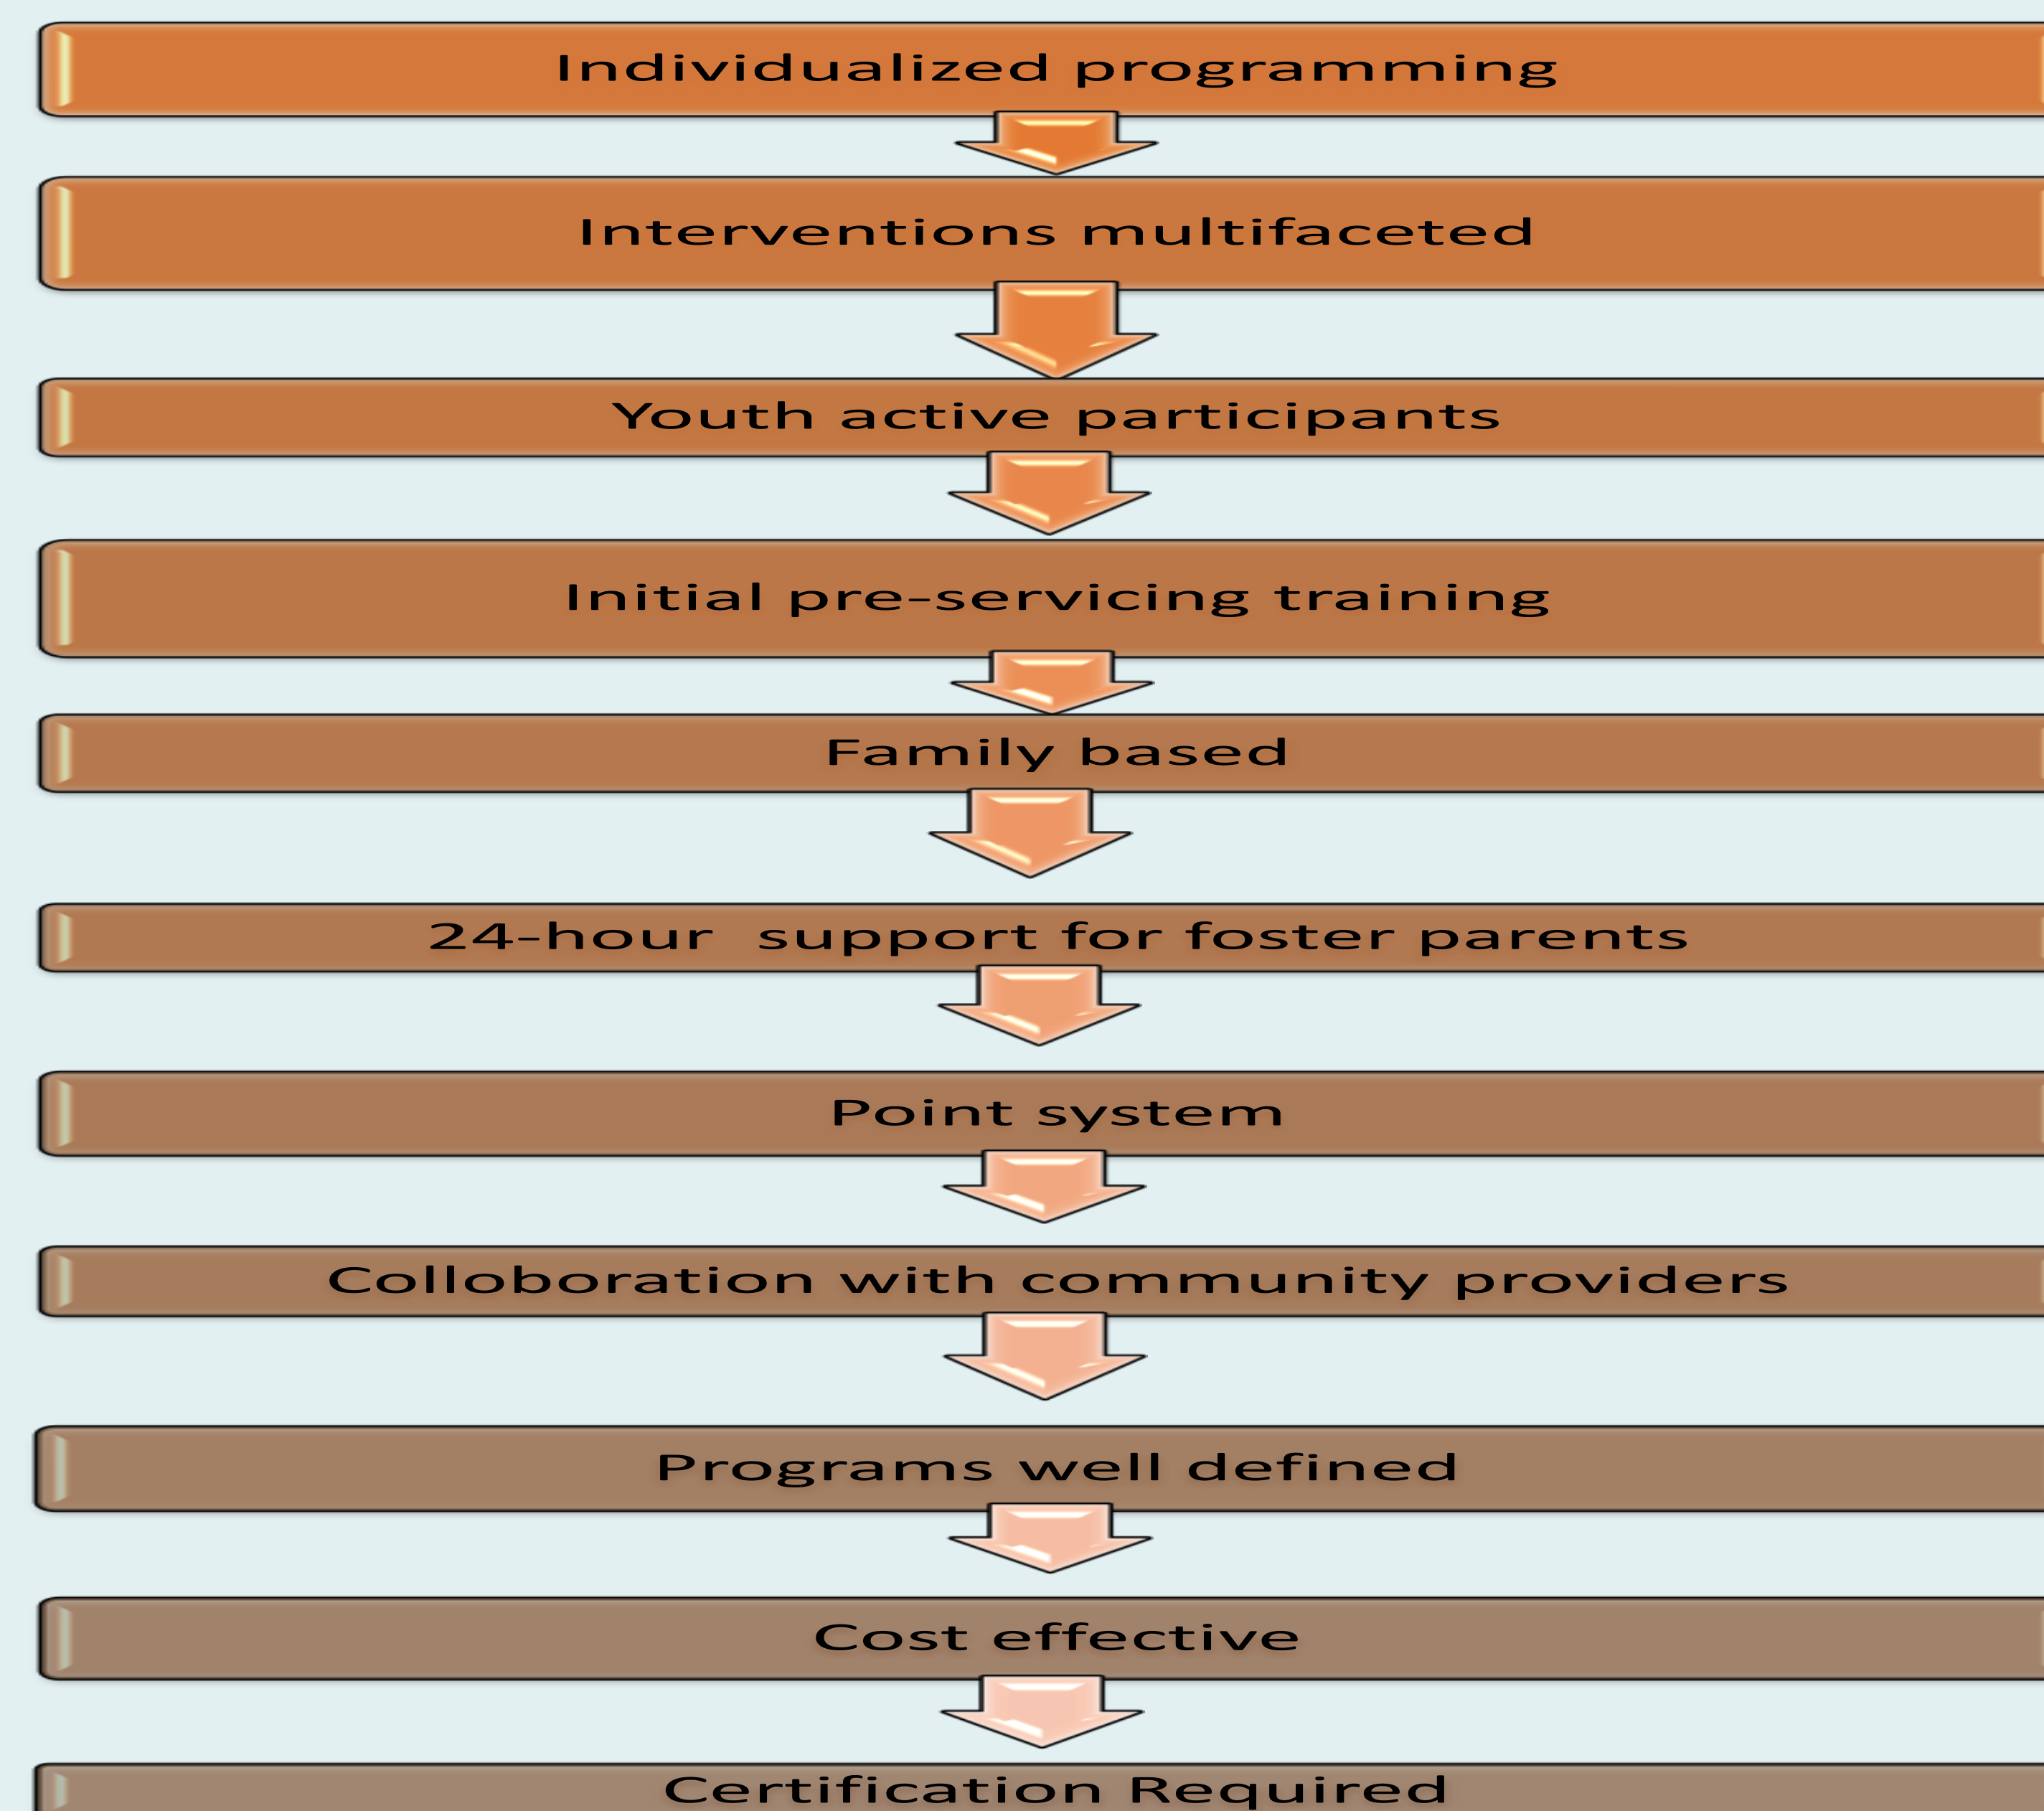 Individualized programming
Interventions multifaceted
Youth active participants
Initial pre-servicing training
Family based
24-hour  support for foster parents
Point system
Colloboration with community providers
Programs well defined
Cost effective
Certification Required